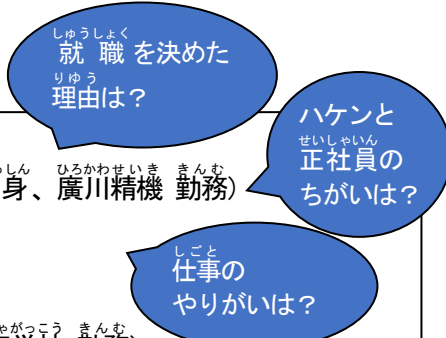 就職を決めた
理由は？
ハケンと
正社員の
ちがいは？
身、廣川精機 勤務）
仕事の
やりがいは？